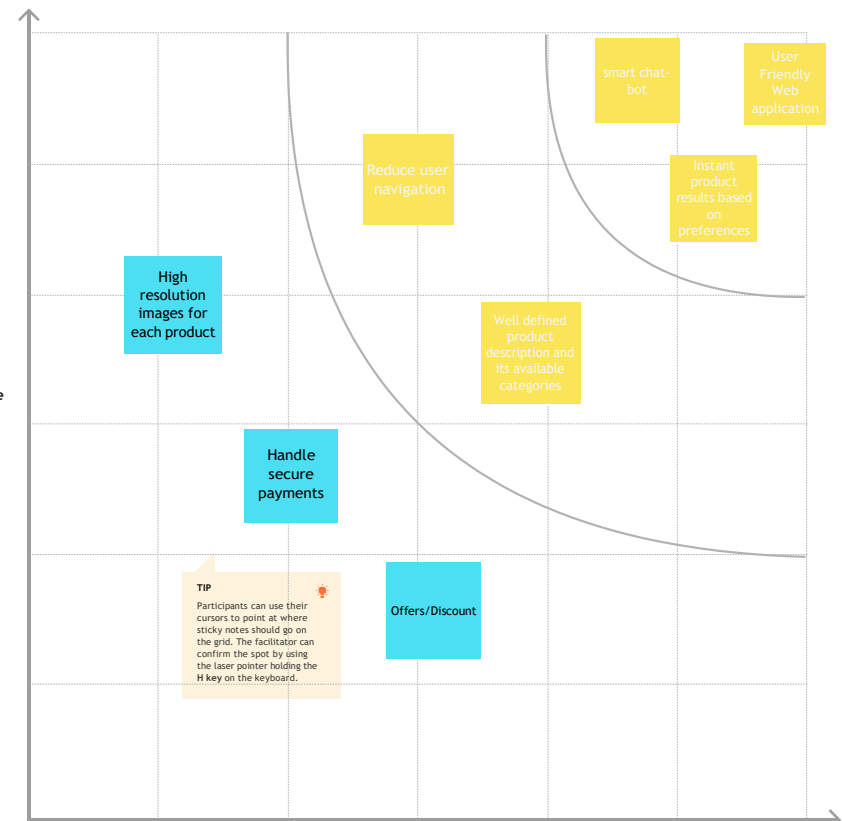 smart chat-
bot
User
Friendly
Web
application
Reduce user
navigation
Instant
product
results based
on
preferences
High
resolution
images for
each product
Well defined
product
description and
its available
categories
Handle
secure
payments
TIP
Participants can use their
cursors to point at where
sticky notes should go on
the grid. The facilitator can
confirm the spot by using
the laser pointer holding the
H key on the keyboard.
Offers/Discount